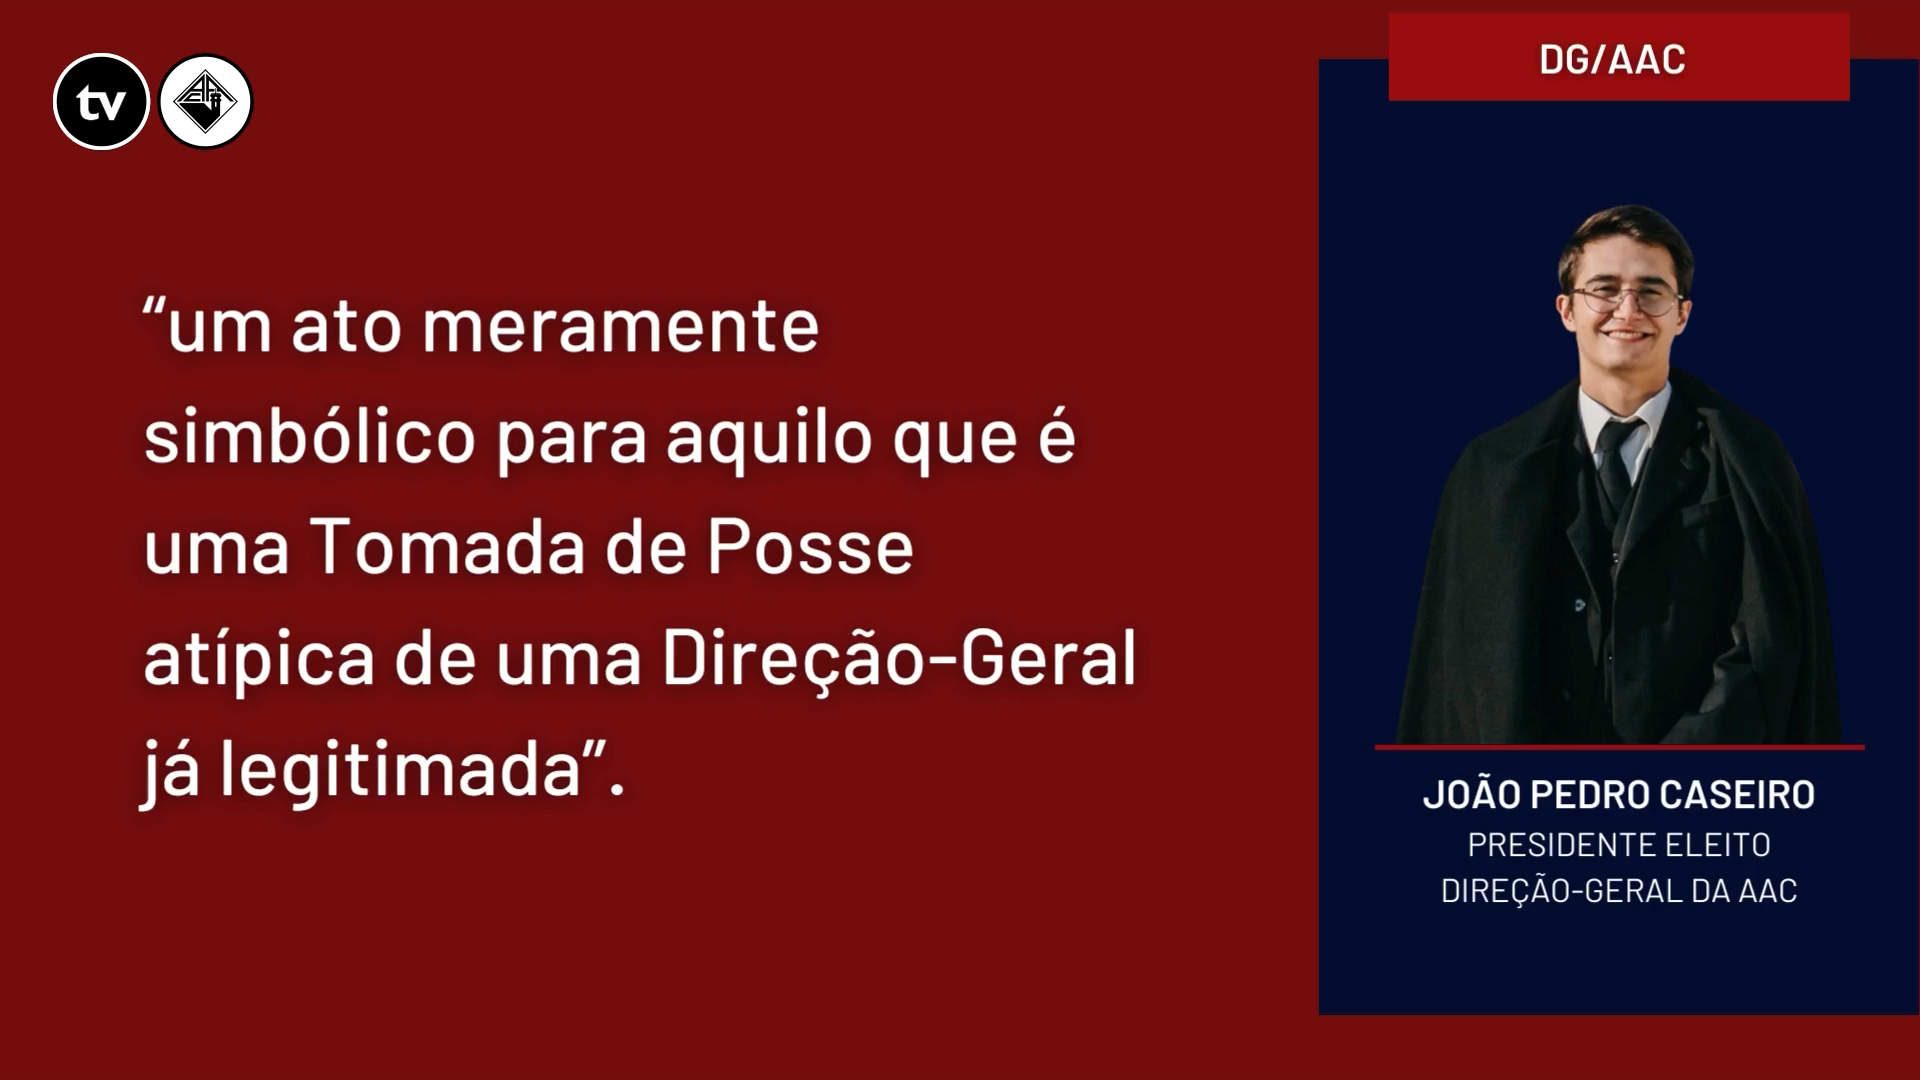 tv
DG/AAC
“um ato meramente
simbólico para aquilo que é
uma Tomada de Posse
atípica de uma Direção-Geral
já legitimada”.
JOÃO PEDRO CASEIRO
PRESIDENTE ELEITO
DIREÇÃO-GERAL DA AAC